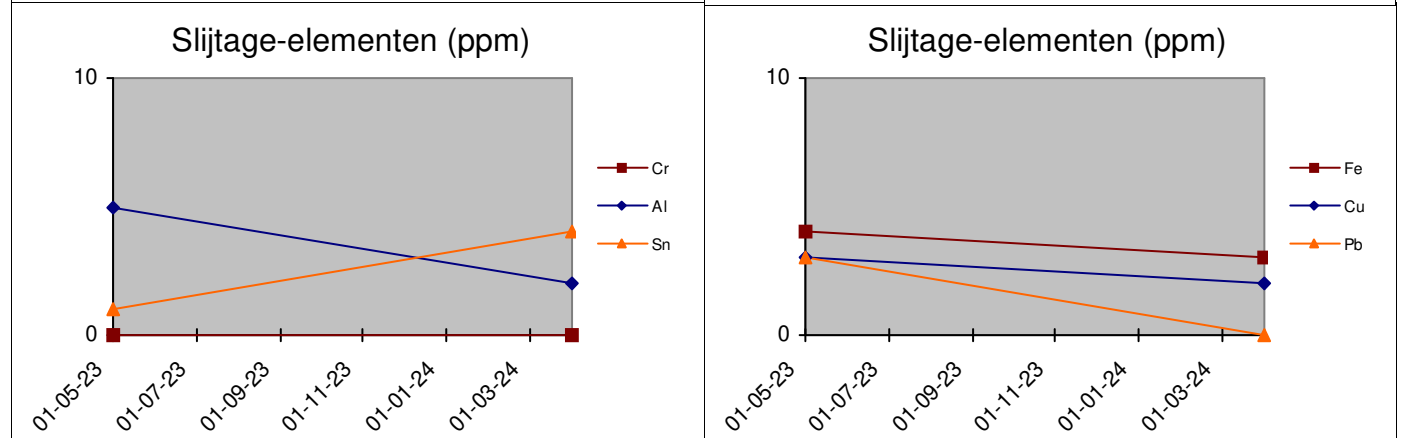 Slijtage-elementen (ppm)
10
0
01-05-23
01-07-23
01-09-23
01-11-23
01-01-24
01-03-24
Cr
Al
Sn
Slijtage-elementen (ppm)
10
0
01-05-23
01-07-23
01-09-23
01-11-23
01-01-24
01-03-24
Fe
Cu
Pb